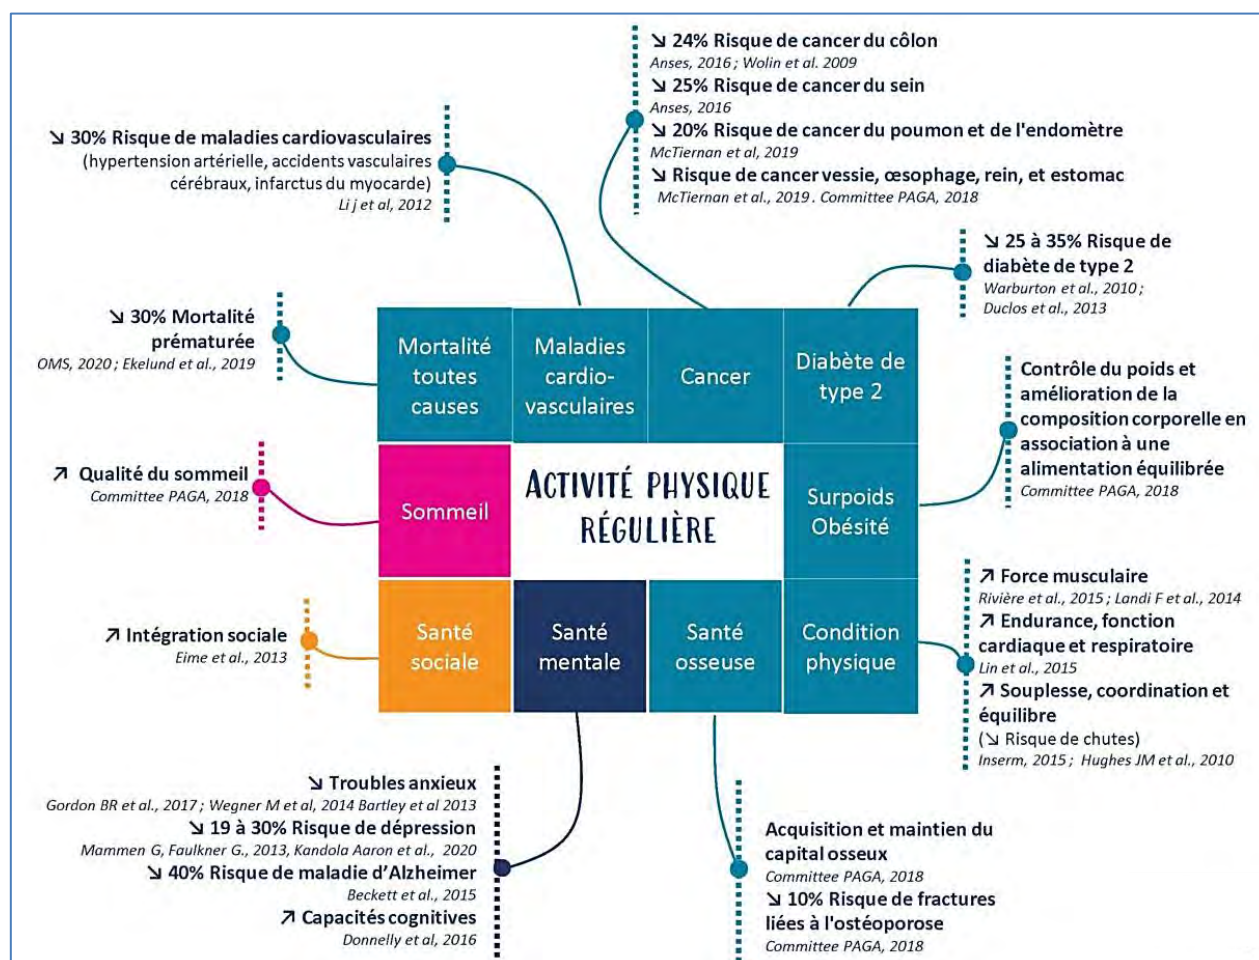 ↘ 24% Risque de cancer du côlon
Anses, 2016 ; Wolin et al. 2009
↘ 25% Risque de cancer du sein
Anses, 2016
↘ 20% Risque de cancer du poumon et de l'endomètre
McTiernan et al, 2019
↘ Risque de cancer vessie, œsophage, rein, et estomac
McTiernan et al., 2019 . Committee PAGA, 2018
↘ 30% Risque de maladies cardiovasculaires
(hypertension artérielle, accidents vasculaires
cérébraux, infarctus du myocarde)
Li j et al, 2012
↘ 25 à 35% Risque de
diabète de type 2
Warburton et al., 2010 ;
Duclos et al., 2013
↘ 30% Mortalité
prématurée
OMS, 2020 ; Ekelund et al., 2019
Mortalité
toutes
causes
Maladies
cardio-
vasculaires
Cancer
Diabète de
type 2
Contrôle du poids et
amélioration de la
composition corporelle en
association à une
alimentation équilibrée
Committee PAGA, 2018
↗ Qualité du sommeil
Committee PAGA, 2018
Sommeil
ACTIVITÉ PHYSIQUE
RÉGULIÈRE
Surpoids
Obésité
↗ Intégration sociale
Eime et al., 2013
Santé
sociale
Santé
mentale
Santé
osseuse
Condition
physique
↗ Force musculaire
Rivière et al., 2015 ; Landi F et al., 2014
↗ Endurance, fonction
cardiaque et respiratoire
Lin et al., 2015
↗ Souplesse, coordination et
équilibre
(↘ Risque de chutes)
Inserm, 2015 ; Hughes JM et al., 2010
↘ Troubles anxieux
Gordon BR et al., 2017 ; Wegner M et al, 2014 Bartley et al 2013
↘ 19 à 30% Risque de dépression
Mammen G, Faulkner G., 2013, Kandola Aaron et al., 2020
↘ 40% Risque de maladie d’Alzheimer
Beckett et al., 2015
↗ Capacités cognitives
Donnelly et al, 2016
Acquisition et maintien du
capital osseux
Committee PAGA, 2018
↘ 10% Risque de fractures
liées à l'ostéoporose
Committee PAGA, 2018